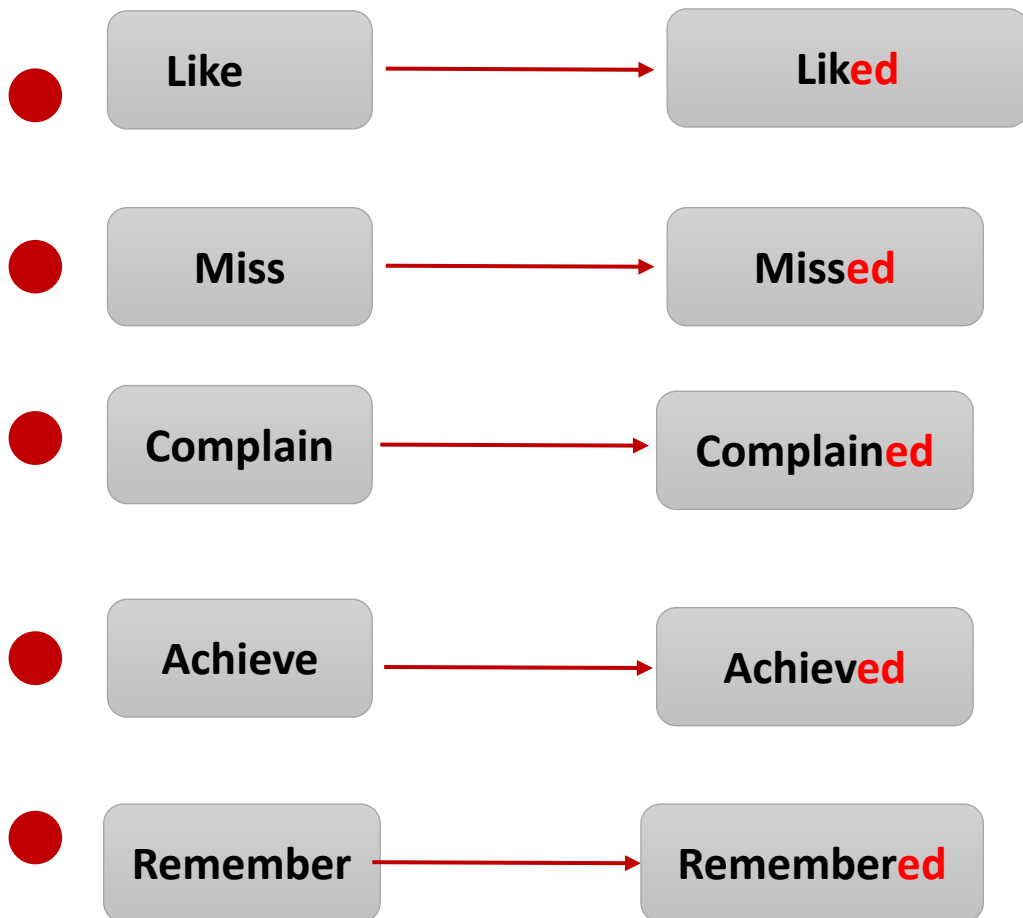 Like
Liked
Miss
Missed
Complain
Complained
Achieve
Achieved
Remember
Remembered